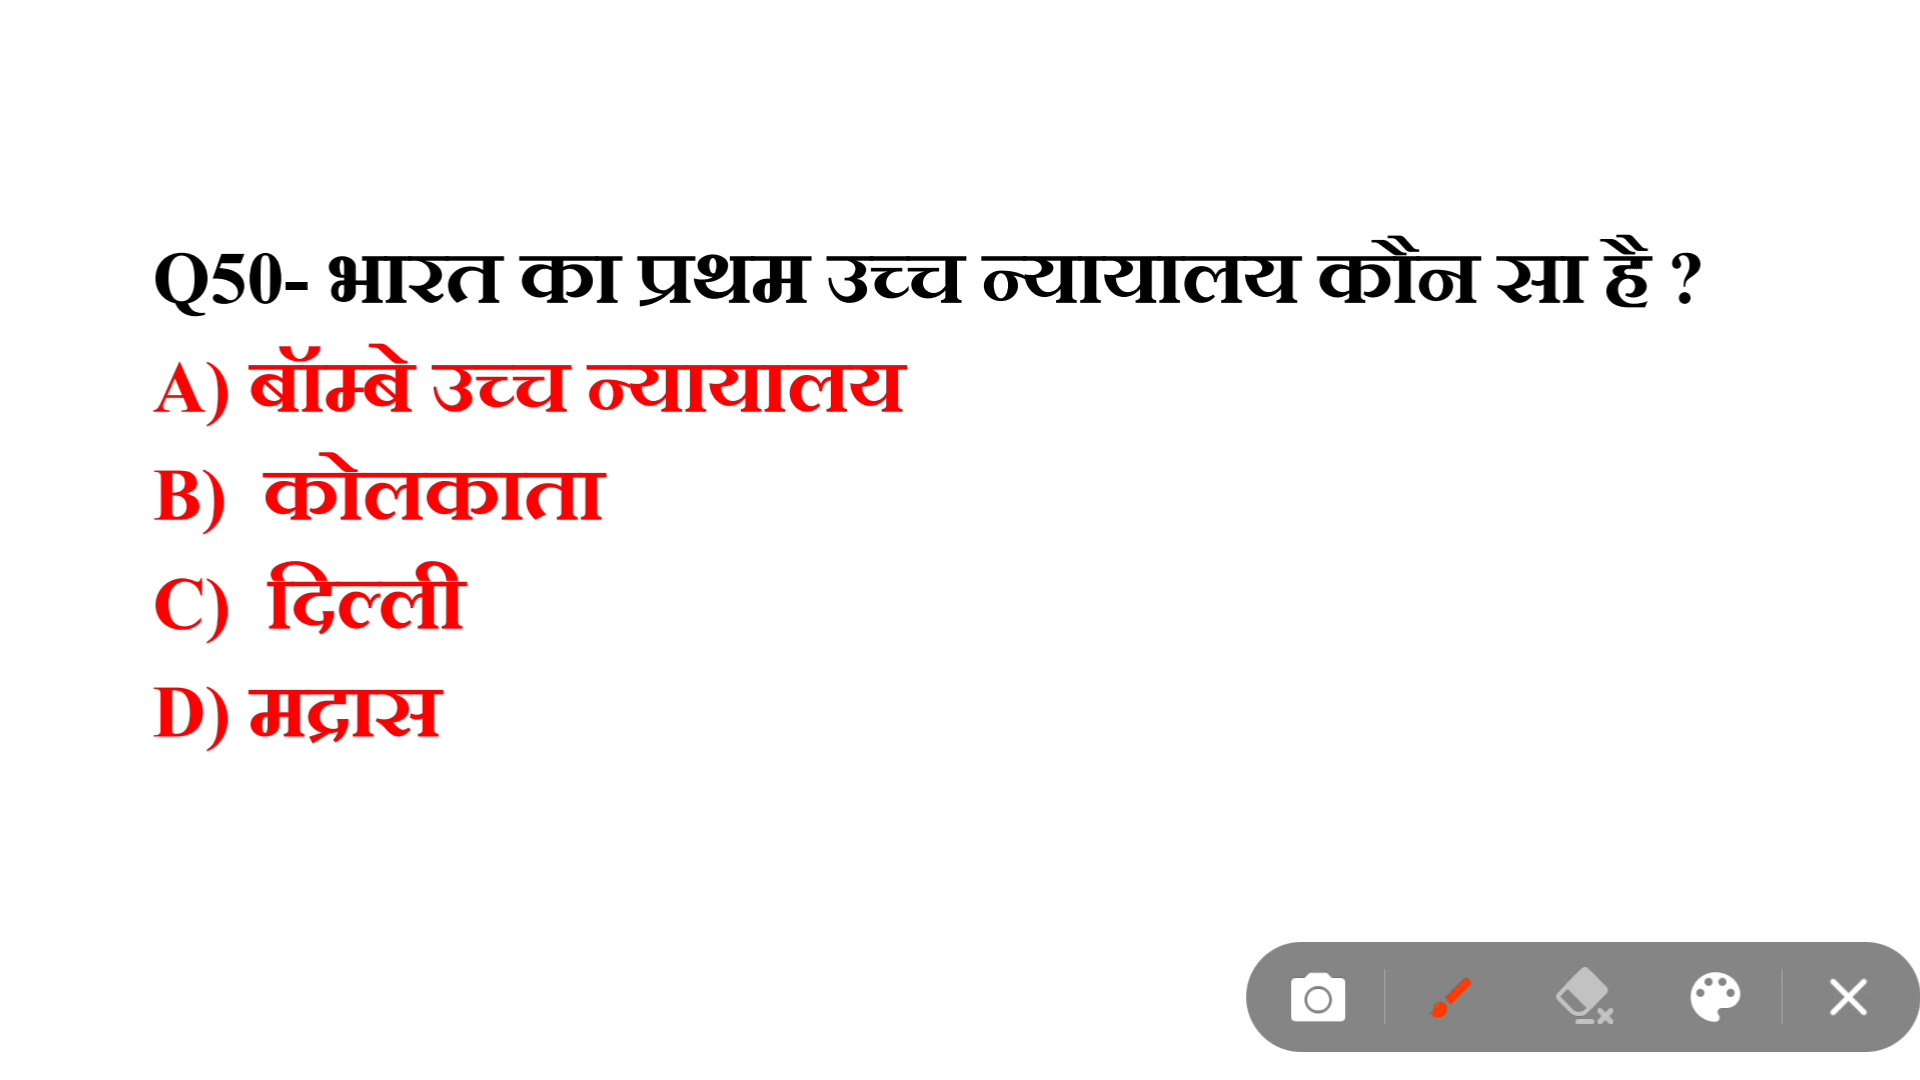 Q50- भारत का प्रथम उच्च न्यायालय कौन सा है ?
A) बॉम्बे उच्च न्यायालय
B) कोलकाता
C) दिल्ली
D) मद्रास